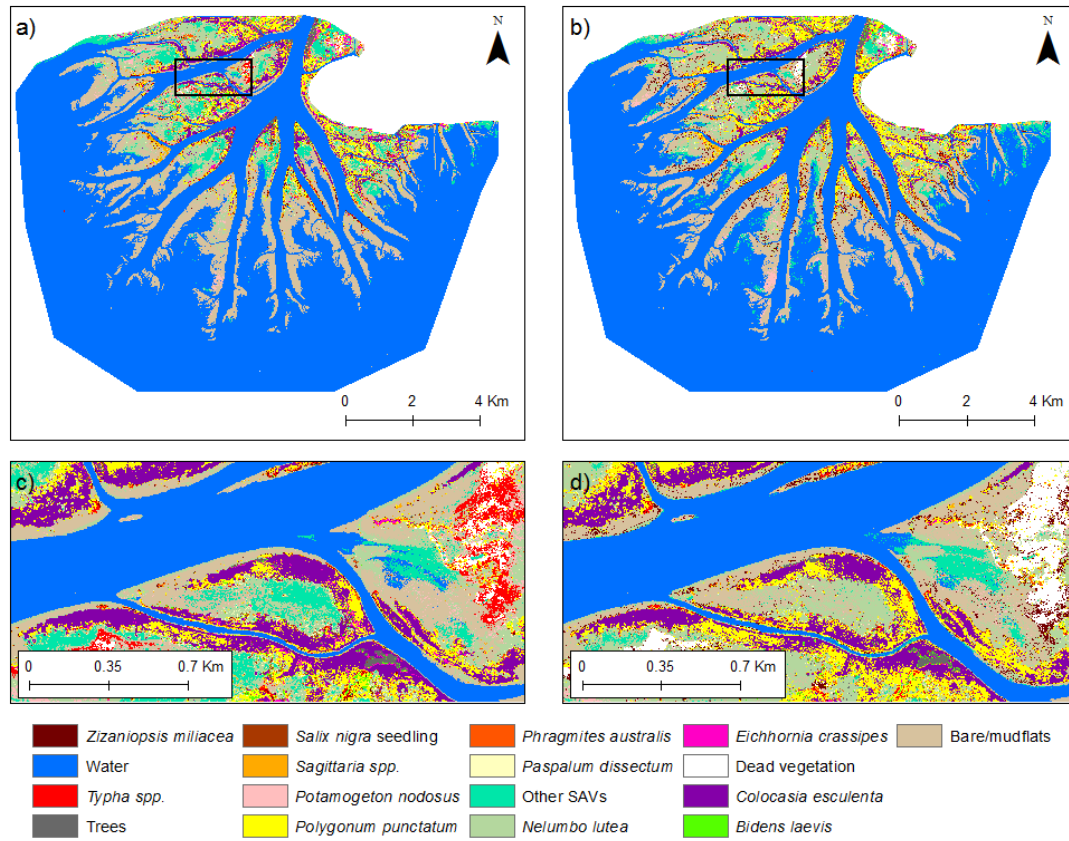 a)
N
0 2 4 Km
b)
N
0 2 4 Km
c)
0 0.35 0.7 Km
d)
0 0.35 0.7 Km
Zizaniopsis miliacea
Salix nigra seedling
Phragmites australis
Eichhornia crassipes
Bare/mudflats
Water
Sagittaria spp.
Paspalum dissectum
Dead vegetation
Typha spp.
Potamogeton nodosus
Other SAVs
Colocasia esculenta
Trees
Polygonum punctatum
Nelumbo lutea
Bidens laevis